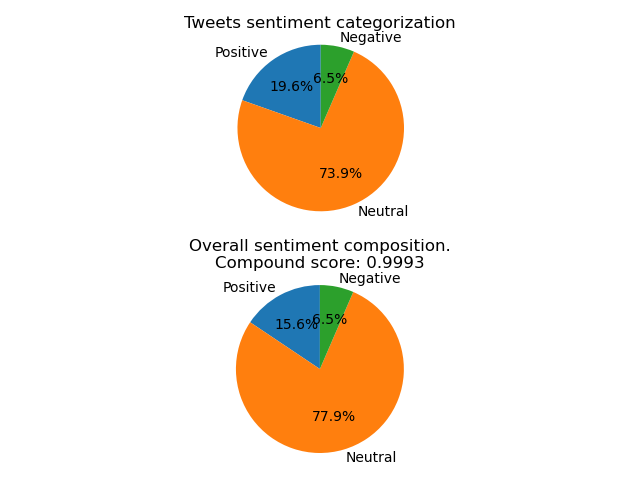 Tweets sentiment categorization
Negative
Positive
6.5%
19.6%
73.9%
Neutral
Overall sentiment composition.
Compound score: 0.9993
Negative
Positive
6.5%
15.6%
77.9%
Neutral